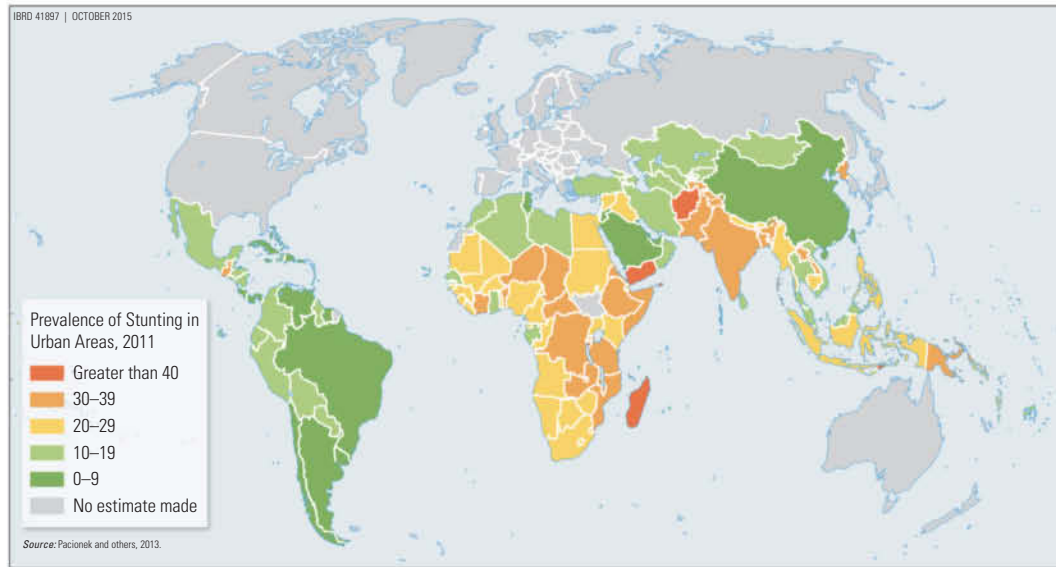 IBRD 41897 | OCTOBER 2015
Prevalence of Stunting in
Urban Areas, 2011
Greater than 40
30–39
20–29
10–19
0–9
No estimate made
Source: Pacionek and others, 2013.